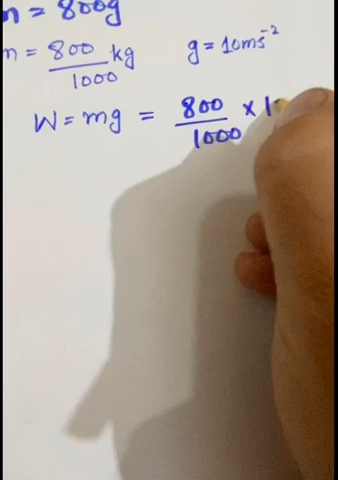 m = 800g
m = 800/1000 kg g = 10ms⁻²
W = mg = 800/1000 × 1